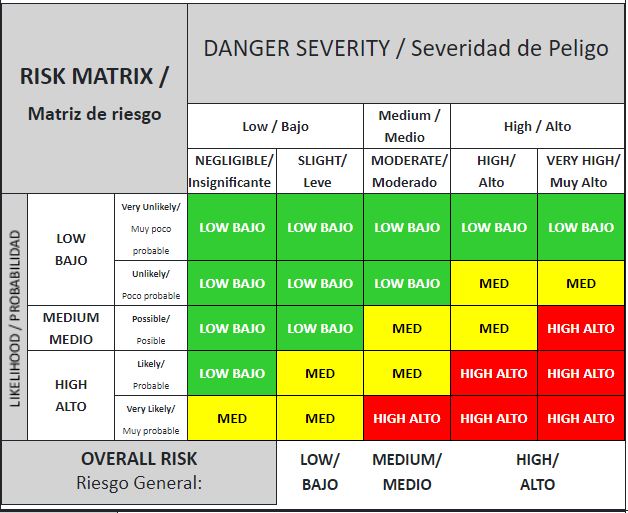 RISK MATRIX /
Matriz de riesgo
DANGER SEVERITY / Severidad de Peligo
Low / Bajo
Medium /
Medio
High / Alto
NEGLIGIBLE/
Insignificante
SLIGHT/
Leve
MODERATE/
Moderado
HIGH/
Alto
VERY HIGH/
Muy Alto
LIKELIHOOD / PROBABILIDAD
LOW
BAJO
Very Unlikely/
Muy poco
probable
LOW BAJO
LOW BAJO
LOW BAJO
LOW BAJO
LOW BAJO
Unlikely/
Poco probable
LOW BAJO
LOW BAJO
LOW BAJO
MED
MED
MEDIUM
MEDIO
Possible/
Posible
LOW BAJO
LOW BAJO
MED
MED
HIGH ALTO
HIGH
ALTO
Likely/
Probable
LOW BAJO
MED
MED
HIGH ALTO
HIGH ALTO
Very Likely/
Muy probable
MED
MED
HIGH ALTO
HIGH ALTO
HIGH ALTO
OVERALL RISK
Riesgo General:
LOW/
BAJO
MEDIUM/
MEDIO
HIGH/
ALTO